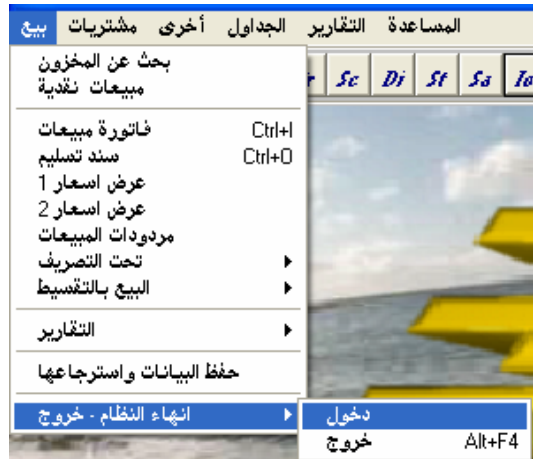 بيع مشتريات أخرى الجداول التقارير المساعدة
Sc Di St Sa
بحث عن المخزون
مبيعات نقدية
فاتورة مبيعات Ctrl+I
سند تسليم Ctrl+O
عرض اسعار 1
عرض اسعار 2
مردودات المبيعات
تحت التصريف
البيع بالتقسيط
التقارير
حفظ البيانات واسترجاعها
انهاء النظام - خروج
دخول
خروج Alt+F4